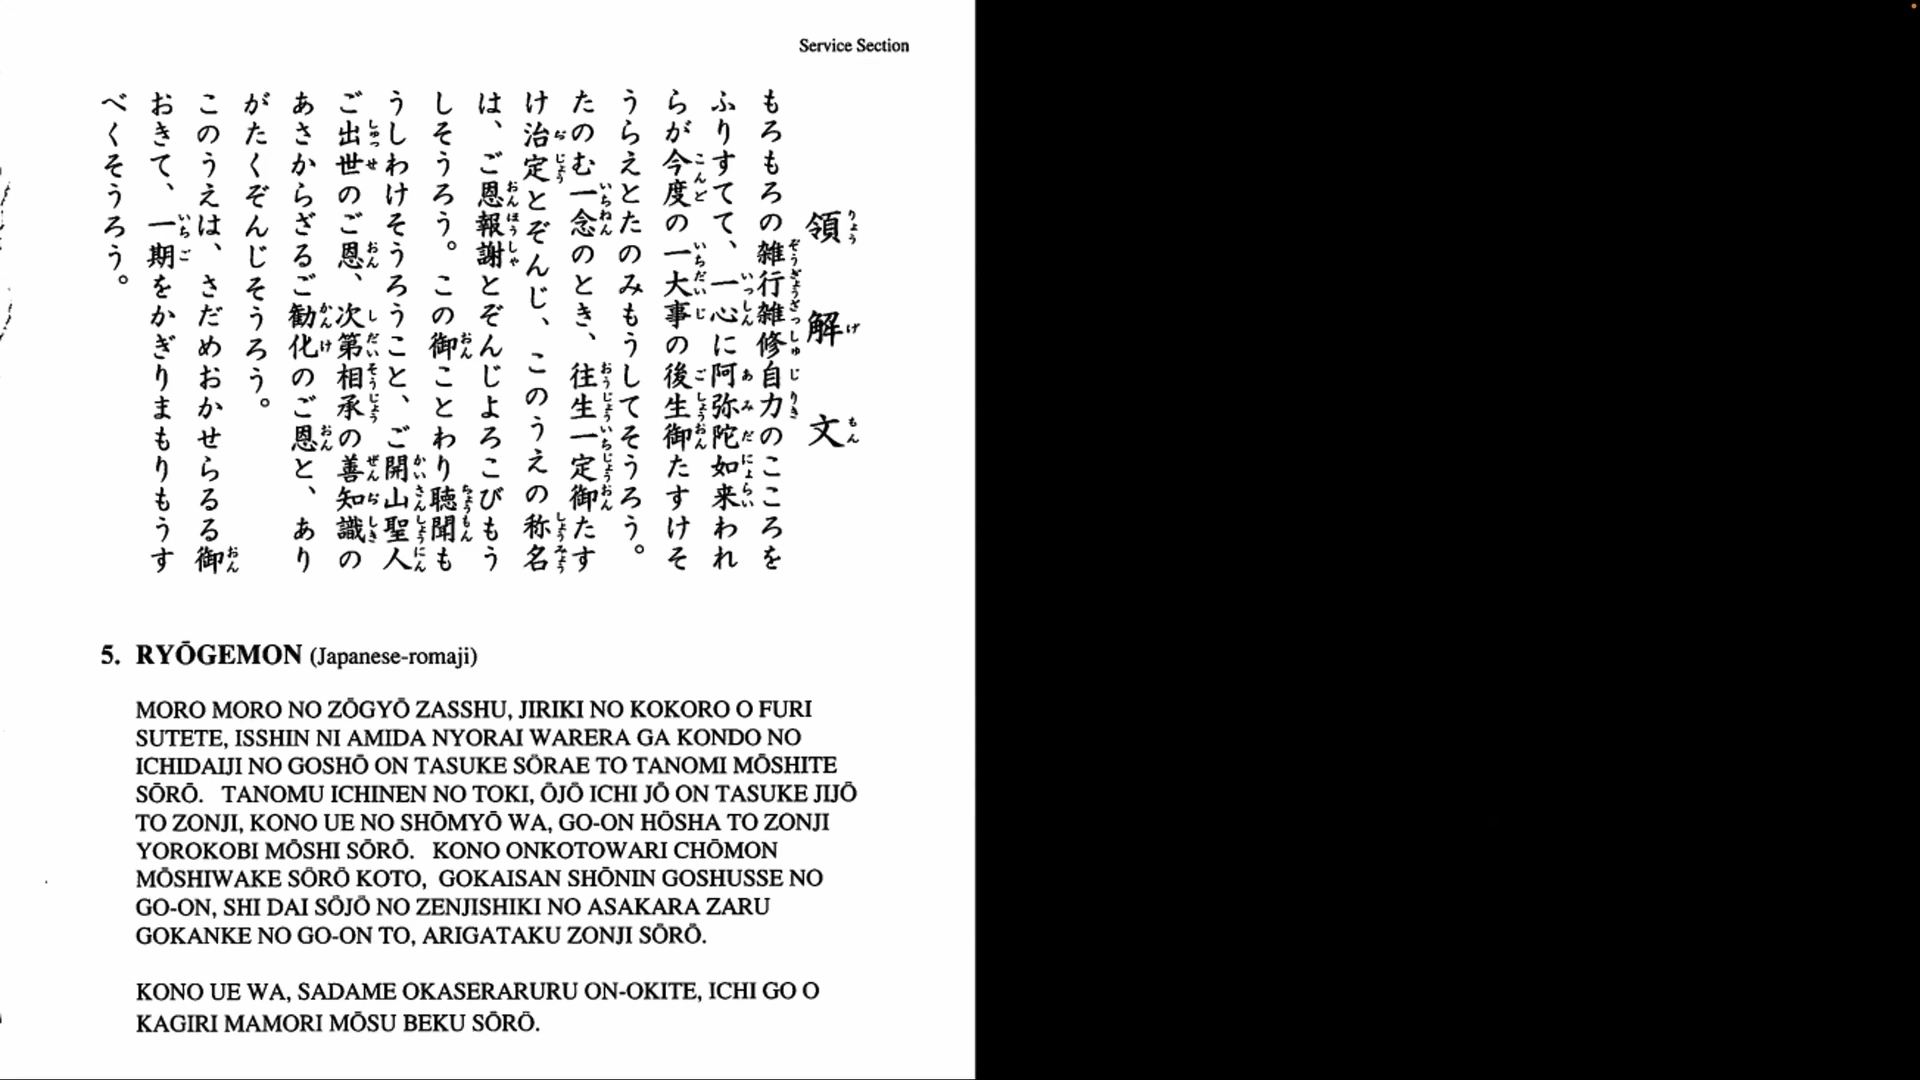 Service Section
領解文
もろもろの雑行雑修自力のこころを
ふりすてて、一心に阿弥陀如来われ
らが今度の一大事の後生御たすけそ
うらえとたのみもうしてそうろう。
たのむ一念のとき、往生一定御たす
け治定とぞんじ、このうえの称名
は、ご恩報謝とぞんじよろこびもう
しそうろう。この御ことわり聴聞も
うしわけそうろうこと、ご開山聖人
ご出世のご恩、次第相承の善知識の
あさからざるご勧化のご恩と、あり
がたくぞんじそうろう。
このうえは、さだめおかせらるる御
おきて、一期をかぎりまもりもうす
べくそうろう。
5. RYŌGEMON (Japanese-romaji)
MORO MORO NO ZŌGYŌ ZASSHU, JIRIKI NO KOKORO O FURI
SUTETE, ISSHIN NI AMIDA NYORAI WARERA GA KONDO NO
ICHIDAIJI NO GOSHŌ ON TASUKE SŌRAE TO TANOMI MŌSHITE
SŌRŌ. TANOMU ICHINEN NO TOKI, ŌJŌ ICHI JŌ ON TASUKE JIJŌ
TO ZONJI, KONO UE NO SHŌMYŌ WA, GO-ON HŌSHA TO ZONJI
YOROKOBI MŌSHI SŌRŌ. KONO ONKOTOWARI CHŌMON
MŌSHIWAKE SŌRŌ KOTO, GOKAISAN SHŌNIN GOSHUSSE NO
GO-ON, SHI DAI SŌJŌ NO ZENJISHIKI NO ASAKARA ZARU
GOKANKE NO GO-ON TO, ARIGATAKU ZONJI SŌRŌ.
KONO UE WA, SADAME OKASERARURU ON-OKITE, ICHI GO O
KAGIRI MAMORI MŌSU BEKU SŌRŌ.